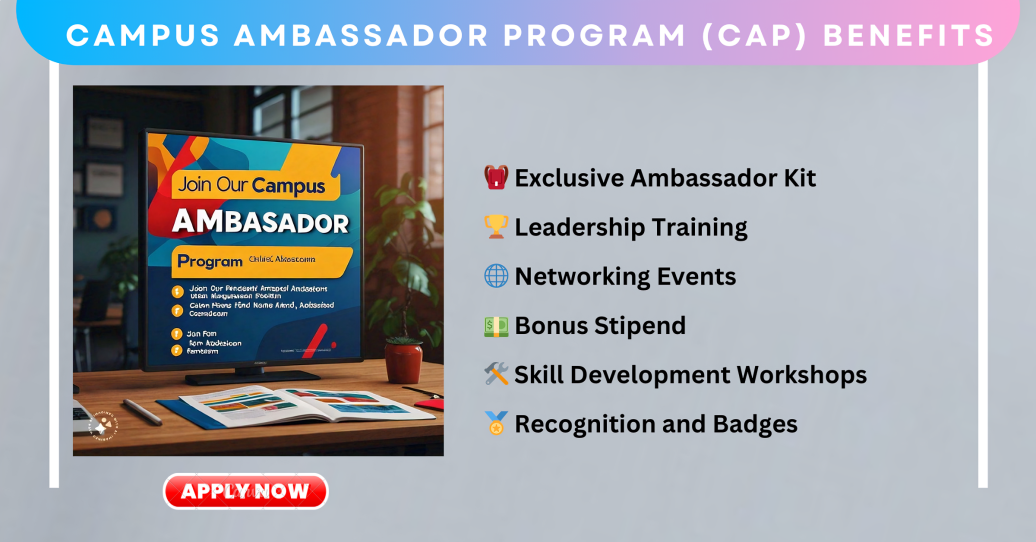 CAMPUS AMBASSADOR PROGRAM (CAP) BENEFITS
Join Our Campus
AMBASADOR
Program
Exclusive Ambassador Kit
Leadership Training
Networking Events
Bonus Stipend
Skill Development Workshops
Recognition and Badges
APPLY NOW